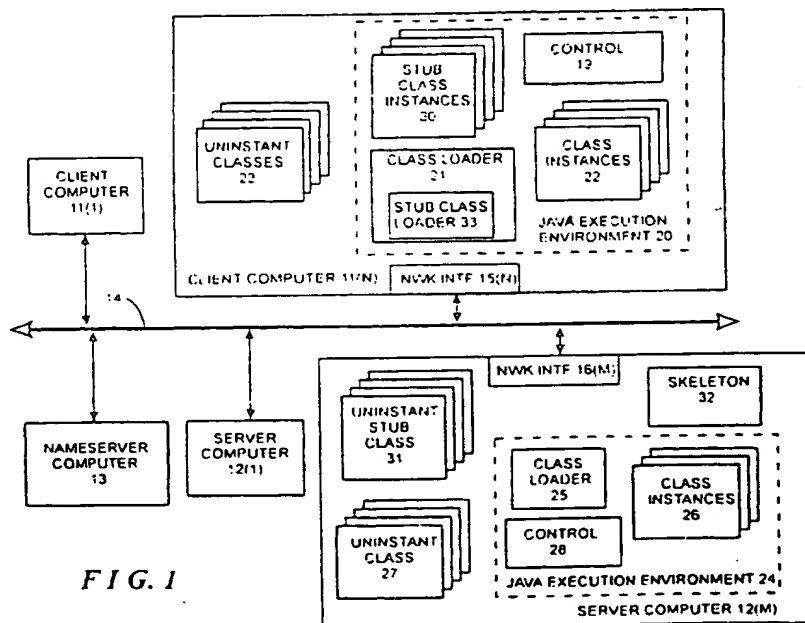 STUB
CLASS
INSTANCES
30
CONTROL
19
UNINSTANT
CLASSES
23
CLASS LOADER
21
STUB CLASS
LOADER 33
CLASS
INSTANCES
22
JAVA EXECUTION
ENVIRONMENT 20
CLIENT COMPUTER 11(N)
NWK INTF 15(N)
CLIENT
COMPUTER
11(1)
14
NAMESERVER
COMPUTER
13
SERVER
COMPUTER
12(1)
NWK INTF 16(M)
UNINSTANT
STUB
CLASS
31
SKELETON
32
UNINSTANT
CLASS
27
CLASS
LOADER
25
CLASS
INSTANCES
26
CONTROL
28
JAVA EXECUTION ENVIRONMENT 24
SERVER COMPUTER 12(M)
FIG. 1